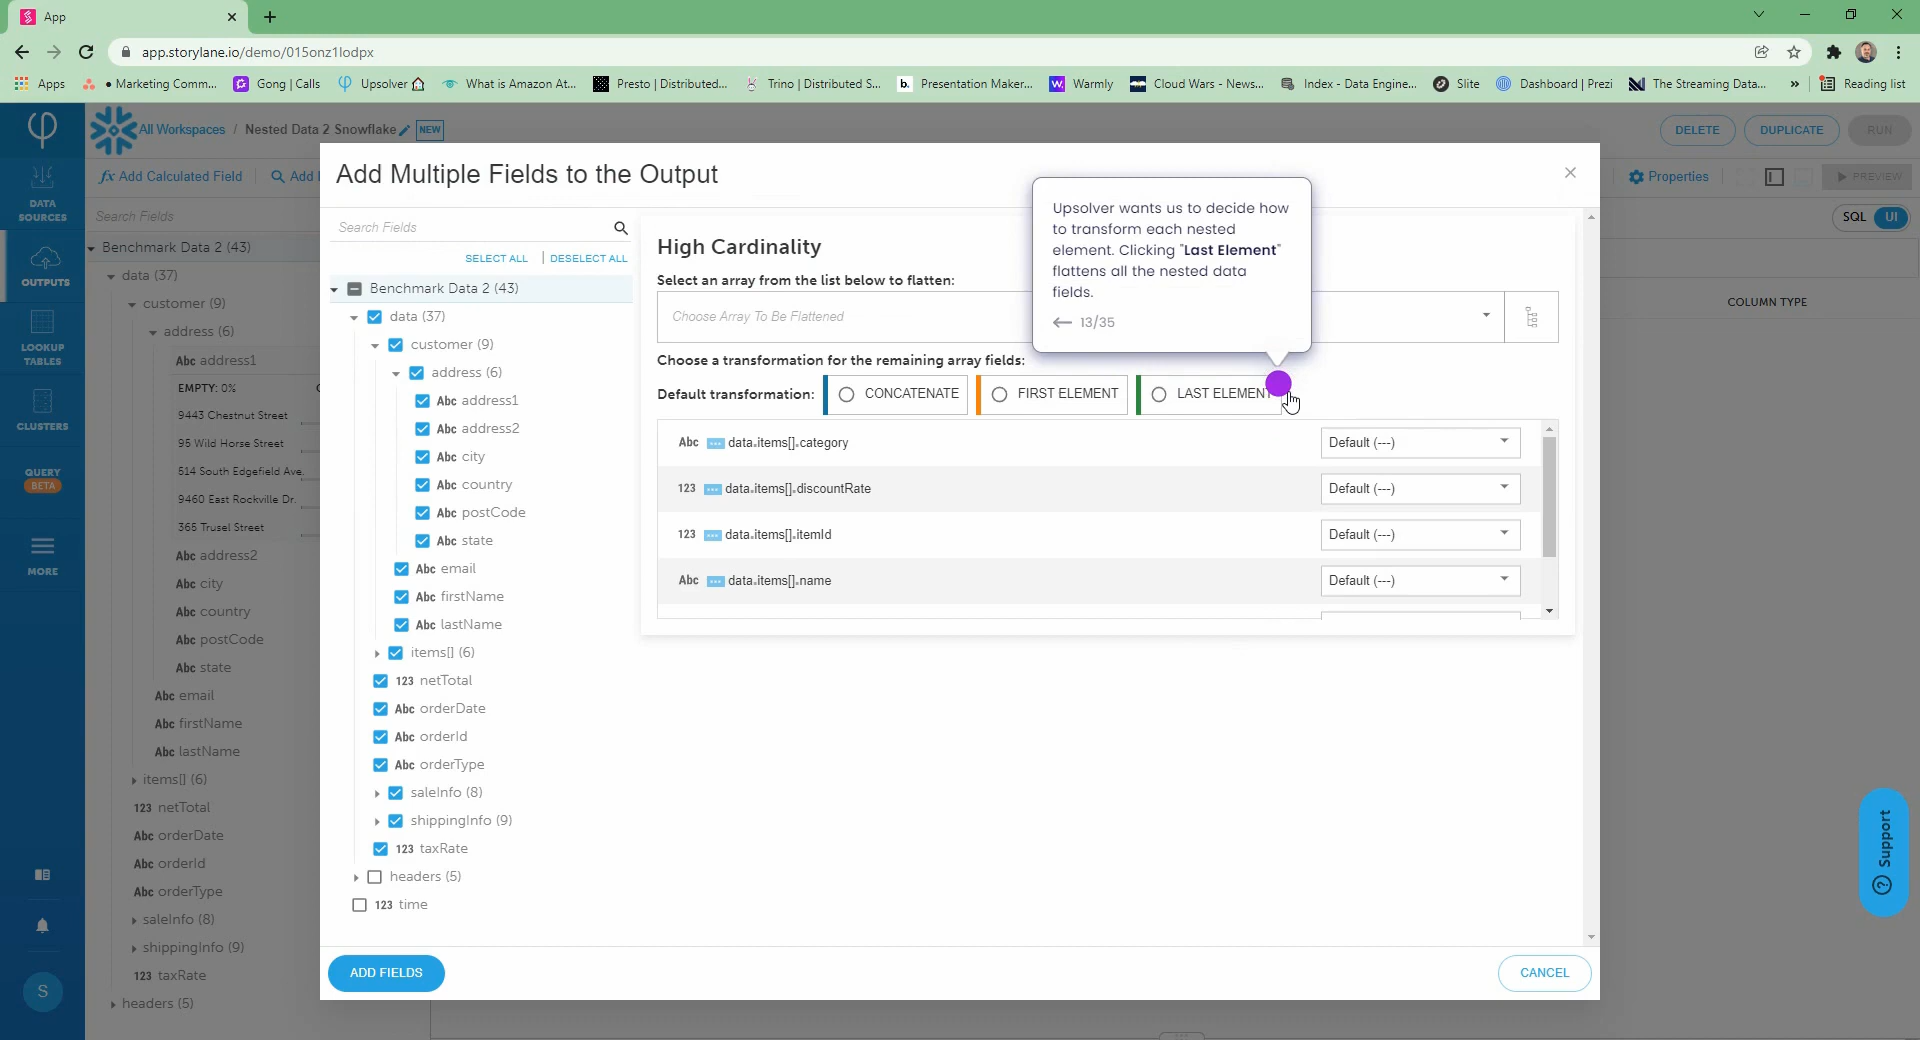 App
app.storylane.io/demo/015onz1lodpx
Apps
• Marketing Comm...
Gong | Calls
Upsolver
What is Amazon At...
Presto | Distributed...
Trino | Distributed S...
b. Presentation Maker...
Warmly
Cloud Wars - News...
Index - Data Engine...
Slite
Dashboard | Prezi
The Streaming Data...
»
Reading list
All Workspaces / Nested Data 2 Snowflake NEW
DELETE
DUPLICATE
RUN
fx Add Calculated Field
Properties
PREVIEW
Search Fields
SQL UI
COLUMN TYPE
DATA SOURCES
OUTPUTS
LOOKUP TABLES
CLUSTERS
QUERY
BETA
MORE
S
Benchmark Data 2 (43)
data (37)
customer (9)
address (6)
Abc address1
EMPTY: 0%
9443 Chestnut Street
95 Wild Horse Street
514 South Edgefield Ave.
9460 East Rockville Dr.
365 Trusel Street
Abc address2
Abc city
Abc country
Abc postCode
Abc state
Abc email
Abc firstName
Abc lastName
items[] (6)
123 netTotal
Abc orderDate
Abc orderId
Abc orderType
saleInfo (8)
shippingInfo (9)
123 taxRate
headers (5)
Add Multiple Fields to the Output
Search Fields
SELECT ALL | DESELECT ALL
Benchmark Data 2 (43)
data (37)
customer (9)
address (6)
Abc address1
Abc address2
Abc city
Abc country
Abc postCode
Abc state
Abc email
Abc firstName
Abc lastName
items[] (6)
123 netTotal
Abc orderDate
Abc orderId
Abc orderType
saleInfo (8)
shippingInfo (9)
123 taxRate
headers (5)
123 time
High Cardinality
Select an array from the list below to flatten:
Choose Array To Be Flattened
Choose a transformation for the remaining array fields:
Default transformation: CONCATENATE FIRST ELEMENT LAST ELEMENT
Abc data.items[].category Default (---)
123 data.items[].discountRate Default (---)
123 data.items[].itemId Default (---)
Abc data.items[].name Default (---)
Upsolver wants us to decide how
to transform each nested
element. Clicking "Last Element"
flattens all the nested data
fields.
13/35
ADD FIELDS
CANCEL
Support